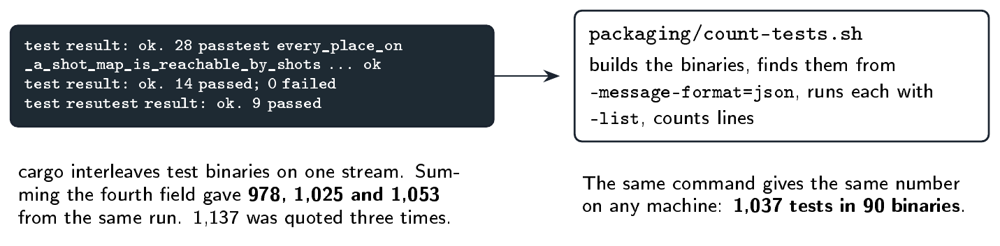 test result: ok. 28 passtest every_place_on
_a_shot_map_is_reachable_by_shots ... ok
test result: ok. 14 passed; 0 failed
test resutest result: ok. 9 passed
cargo interleaves test binaries on one stream. Sum-
ming the fourth field gave 978, 1,025 and 1,053
from the same run. 1,137 was quoted three times.
packaging/count-tests.sh
builds the binaries, finds them from
-message-format=json, runs each with
-list, counts lines
The same command gives the same number
on any machine: 1,037 tests in 90 binaries.